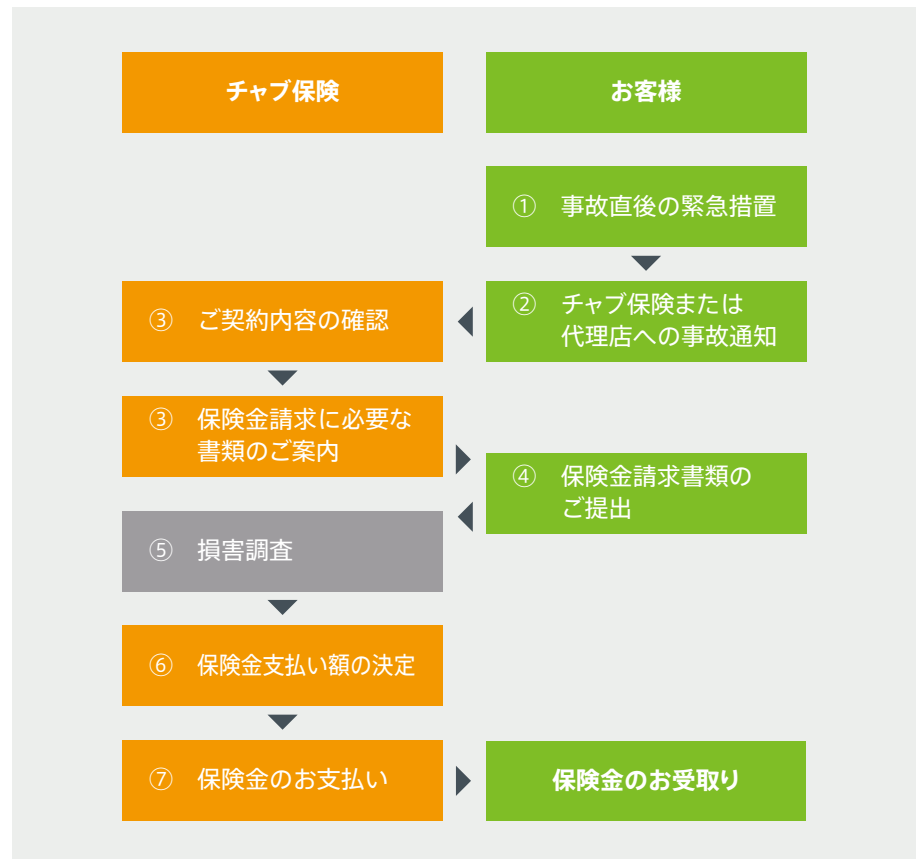 チャブ保険
お客様
① 事故直後の緊急措置
② チャブ保険または
代理店への事故通知
③ ご契約内容の確認
③ 保険金請求に必要な
書類のご案内
④ 保険金請求書類の
ご提出
⑤ 損害調査
⑥ 保険金支払い額の決定
⑦ 保険金のお支払い
保険金のお受取り